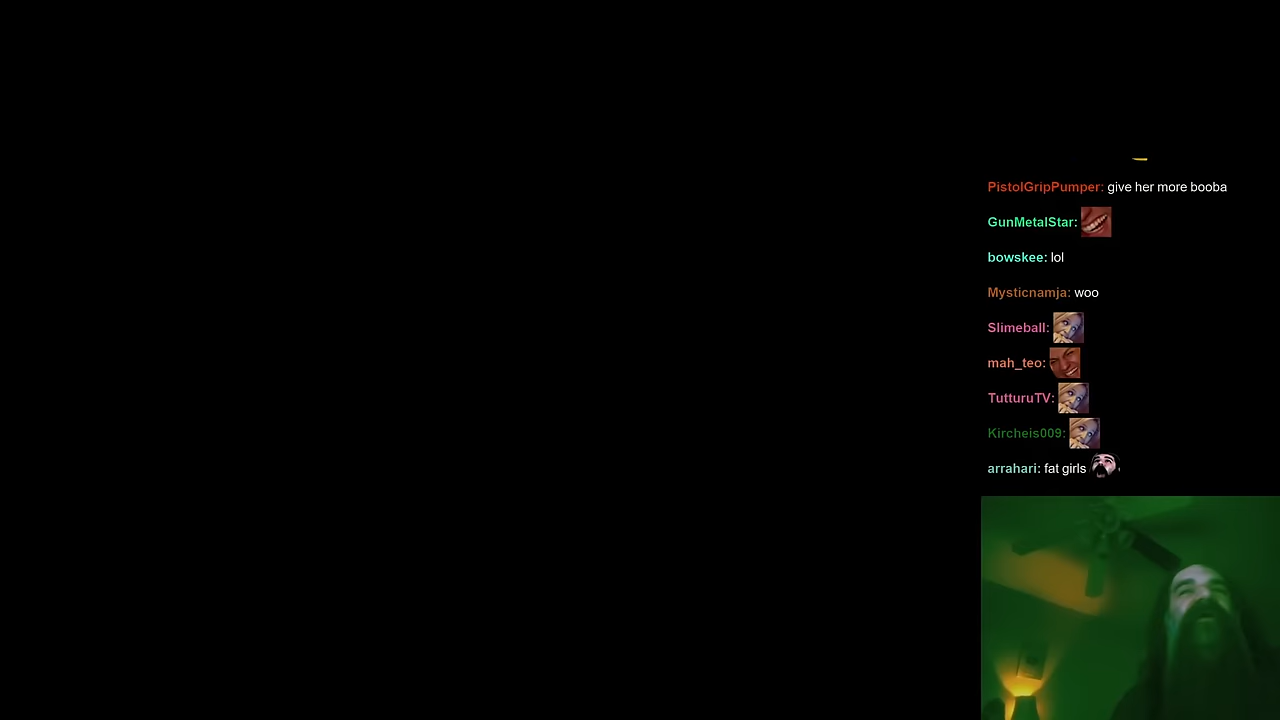 PistolGripPumper: give her more booba
GunMetalStar:
bowskee: lol
Mysticnamja: woo
Slimeball:
mah_teo:
TutturuTV:
Kircheis009:
arrahari: fat girls